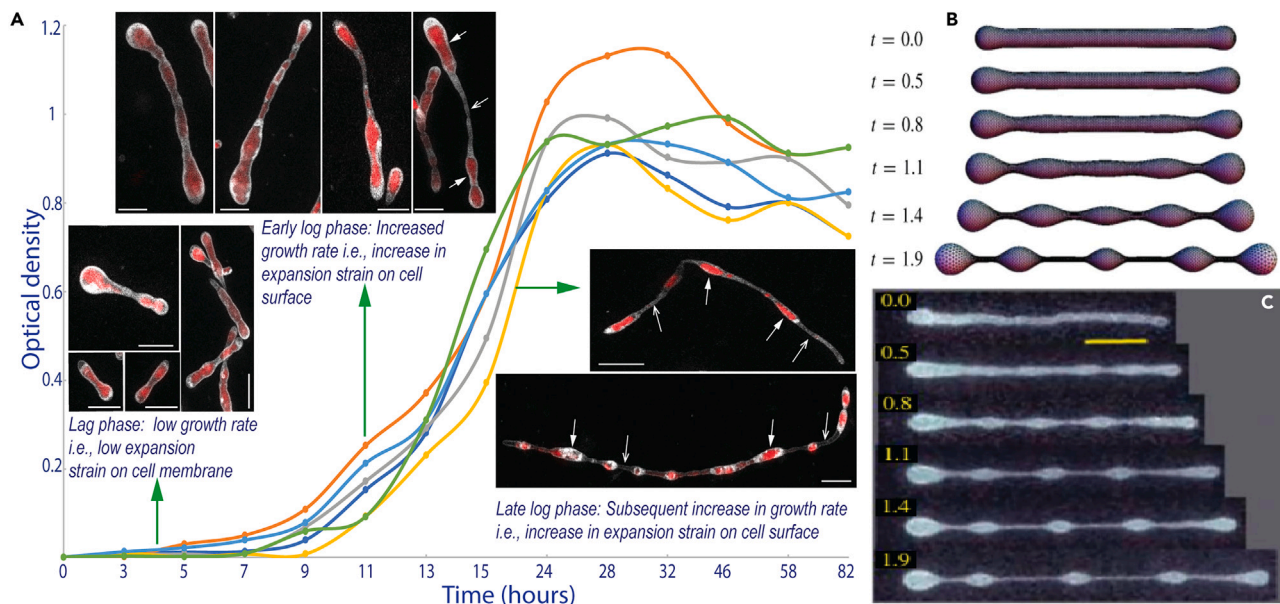 A
Optical density
1.2
1
0.8
0.6
0.4
0.2
Early log phase: Increased
growth rate i.e., increase in
expansion strain on cell
surface
Lag phase: low growth rate
i.e., low expansion
strain on cell membrane
Late log phase: Subsequent increase in growth rate
i.e., increase in expansion strain on cell surface
0 3 5 7 9 11 13 15 24 28 32 46 58 82
Time (hours)
B
t = 0.0
t = 0.5
t = 0.8
t = 1.1
t = 1.4
t = 1.9
C
0.0
0.5
0.8
1.1
1.4
1.9